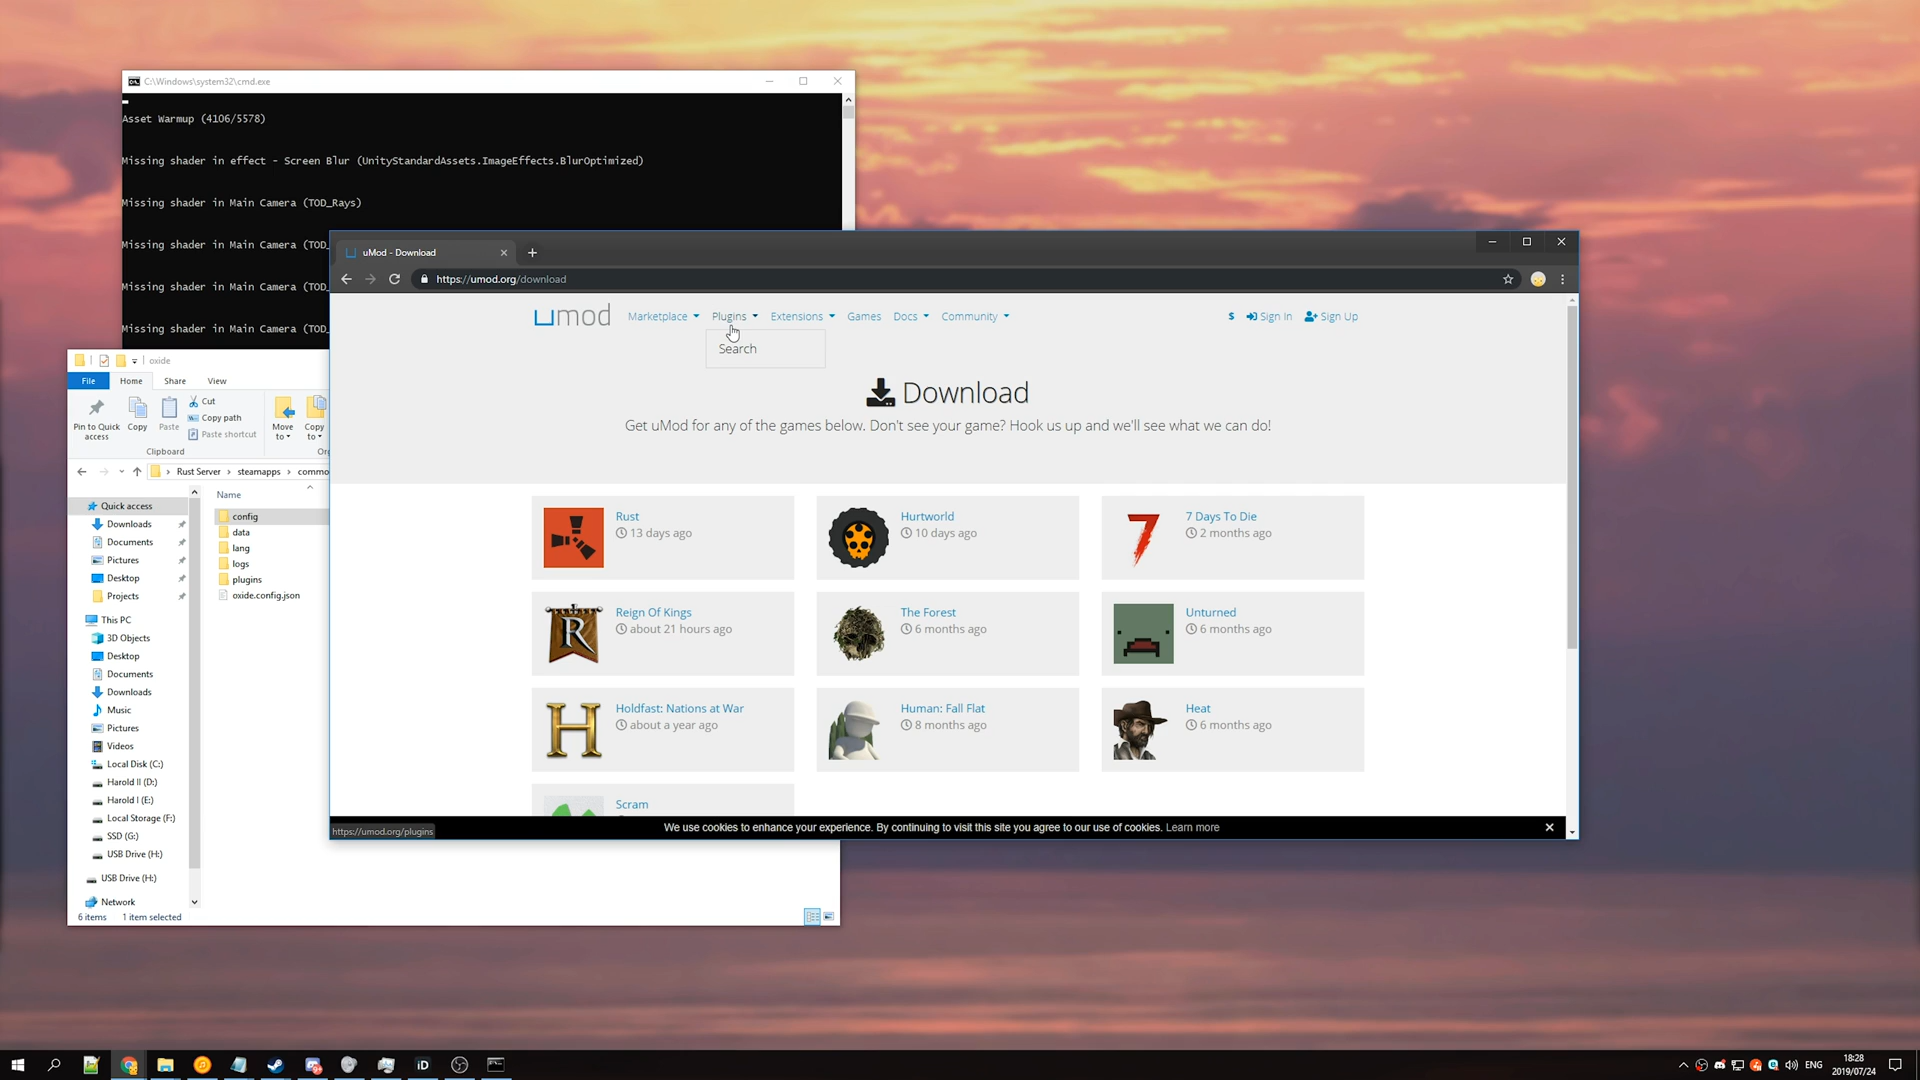 C:\Windows\system32\cmd.exe
Asset Warmup (4106/5578)
Missing shader in effect - Screen Blur (UnityStandardAssets.ImageEffects.BlurOptimized)
Missing shader in Main Camera (TOD_Rays)
Missing shader in Main Camera (TOD_
Missing shader in Main Camera (TOD_
Missing shader in Main Camera (TOD_
uMod - Download
https://umod.org/download
umod
Marketplace Plugins Extensions Games Docs Community $ Sign In Sign Up
Search
Download
Get uMod for any of the games below. Don't see your game? Hook us up and we'll see what we can do!
Rust
13 days ago
Hurtworld
10 days ago
7 Days To Die
2 months ago
Reign Of Kings
about 21 hours ago
The Forest
6 months ago
Unturned
6 months ago
Holdfast: Nations at War
about a year ago
Human: Fall Flat
8 months ago
Heat
6 months ago
Scram
https://umod.org/plugins
We use cookies to enhance your experience. By continuing to visit this site you agree to our use of cookies. Learn more
oxide
File Home Share View
Pin to Quick access
Copy
Paste
Cut
Copy path
Paste shortcut
Move to
Copy to
Clipboard
Org
Rust Server › steamapps › commo
Name
Quick access
Downloads
Documents
Pictures
Desktop
Projects
This PC
3D Objects
Desktop
Documents
Downloads
Music
Pictures
Videos
Local Disk (C:)
Harold II (D:)
Harold I (E:)
Local Storage (F:)
SSD (G:)
USB Drive (H:)
USB Drive (H:)
Network
config
data
lang
logs
plugins
oxide.config.json
6 items 1 item selected
iD
ENG
18:28
2019/07/24